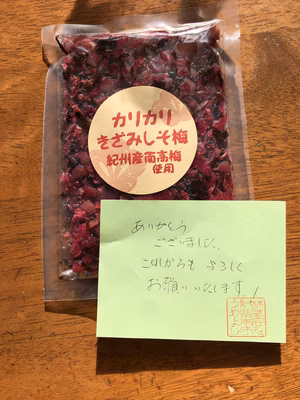 カリカリ
きざみしそ梅
紀州産南高梅
使用
ありがとう
ございました。
これからも よろしく
お願いいたします!